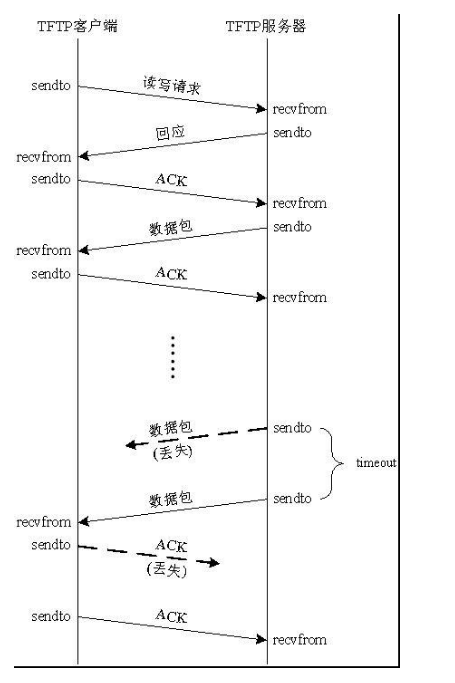 TFTP客户端 TFTP服务器
sendto 读写请求
recvfrom
回应 sendto
recvfrom
sendto ACK
recvfrom
数据包 sendto
recvfrom
sendto ACK
recvfrom
数据包 sendto
(丢失)
timeout
数据包 sendto
recvfrom
sendto ACK
(丢失)
sendto ACK
recvfrom